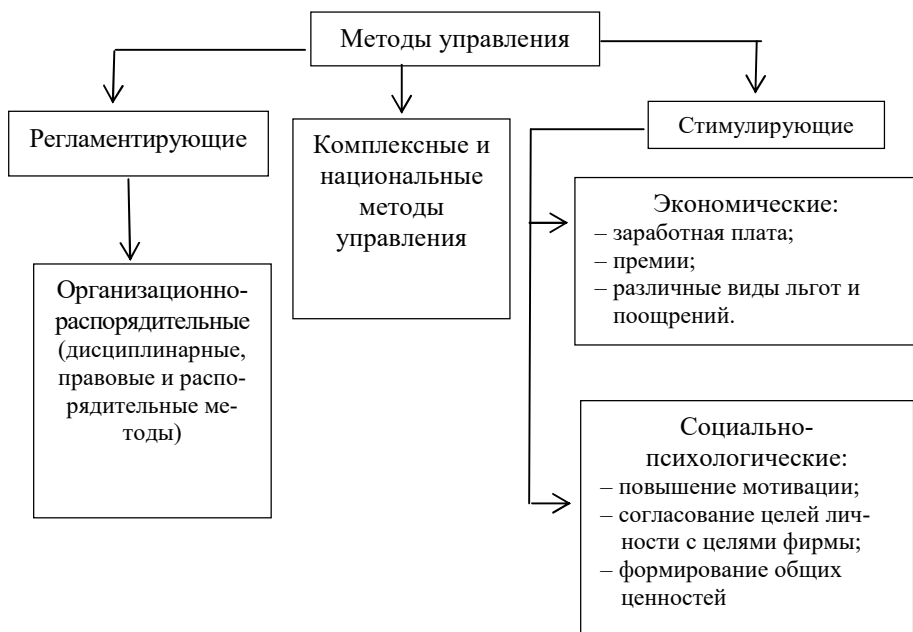 Методы управления
Регламентирующие
Комплексные и
национальные
методы
управления
Стимулирующие
Организационно-
распорядительные
(дисциплинарные,
правовые и распо-
рядительные ме-
тоды)
Экономические:
– заработная плата;
– премии;
– различные виды льгот и
поощрений.
Социально-
психологические:
– повышение мотивации;
– согласование целей лич-
ности с целями фирмы;
– формирование общих
ценностей